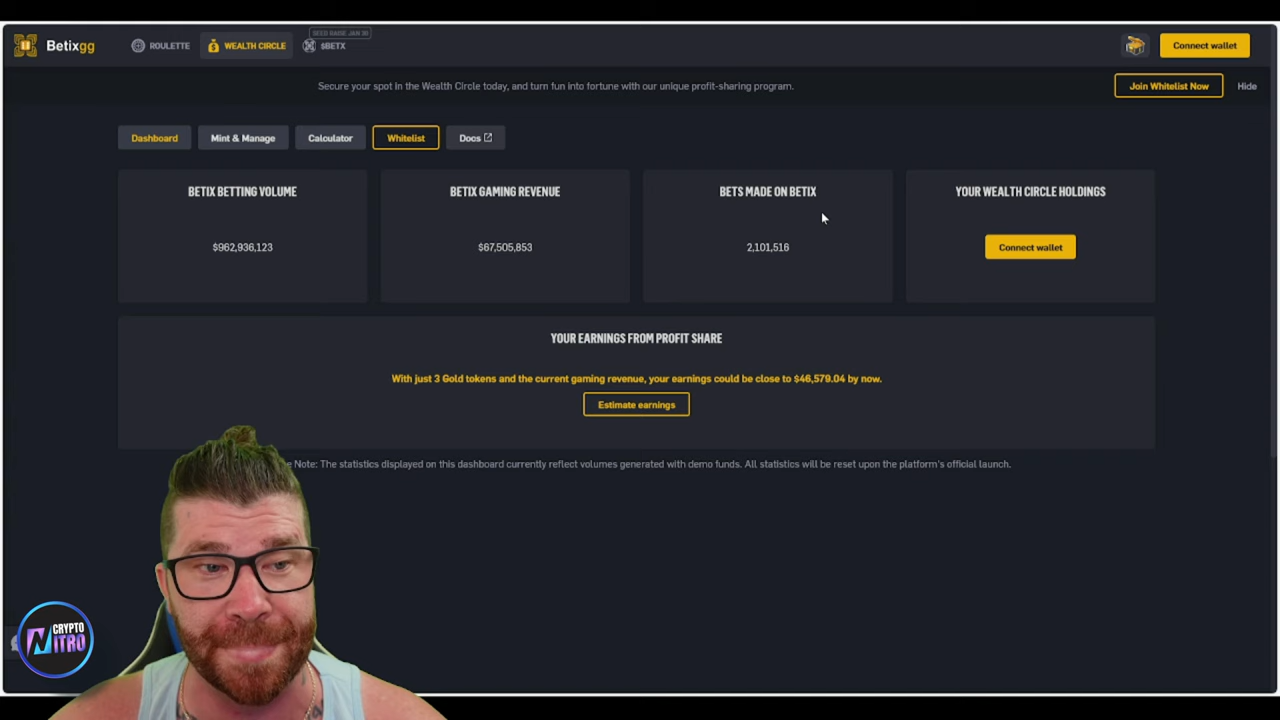 Betixgg
ROULETTE
WEALTH CIRCLE
SEED RAISE JAN 30
$BETX
Connect wallet
Secure your spot in the Wealth Circle today, and turn fun into fortune with our unique profit-sharing program.
Join Whitelist Now
Hide
Dashboard
Mint & Manage
Calculator
Whitelist
Docs
BETIX BETTING VOLUME
BETIX GAMING REVENUE
BETS MADE ON BETIX
YOUR WEALTH CIRCLE HOLDINGS
$962,936,123
$67,505,853
2,101,516
Connect wallet
YOUR EARNINGS FROM PROFIT SHARE
With just 3 Gold tokens and the current gaming revenue, your earnings could be close to $46,579.04 by now.
Estimate earnings
e Note: The statistics displayed on this dashboard currently reflect volumes generated with demo funds. All statistics will be reset upon the platform's official launch.
CRYPTO
NITRO